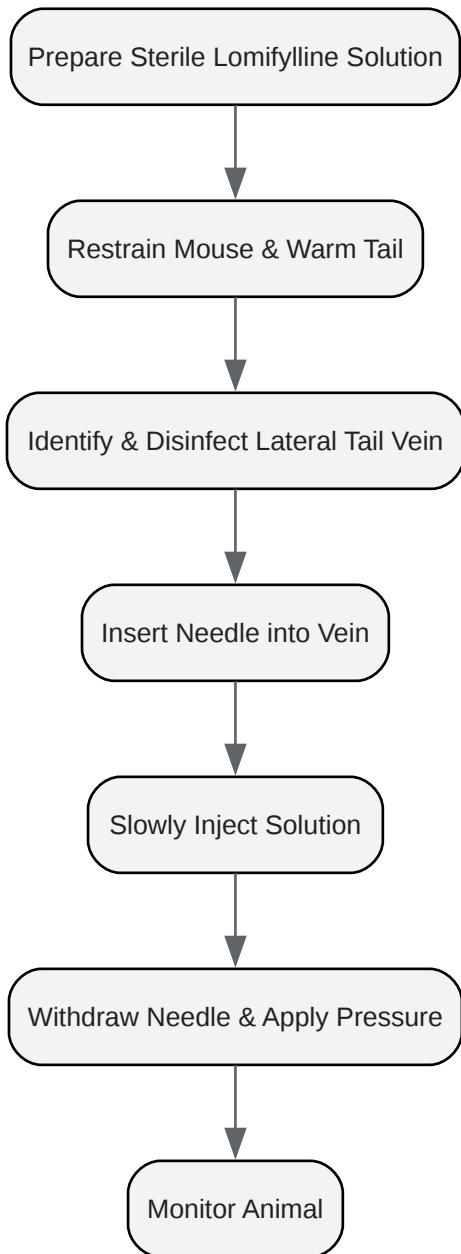 Prepare Sterile Lomifylline Solution
Restrain Mouse & Warm Tail
Identify & Disinfect Lateral Tail Vein
Insert Needle into Vein
Slowly Inject Solution
Withdraw Needle & Apply Pressure
Monitor Animal